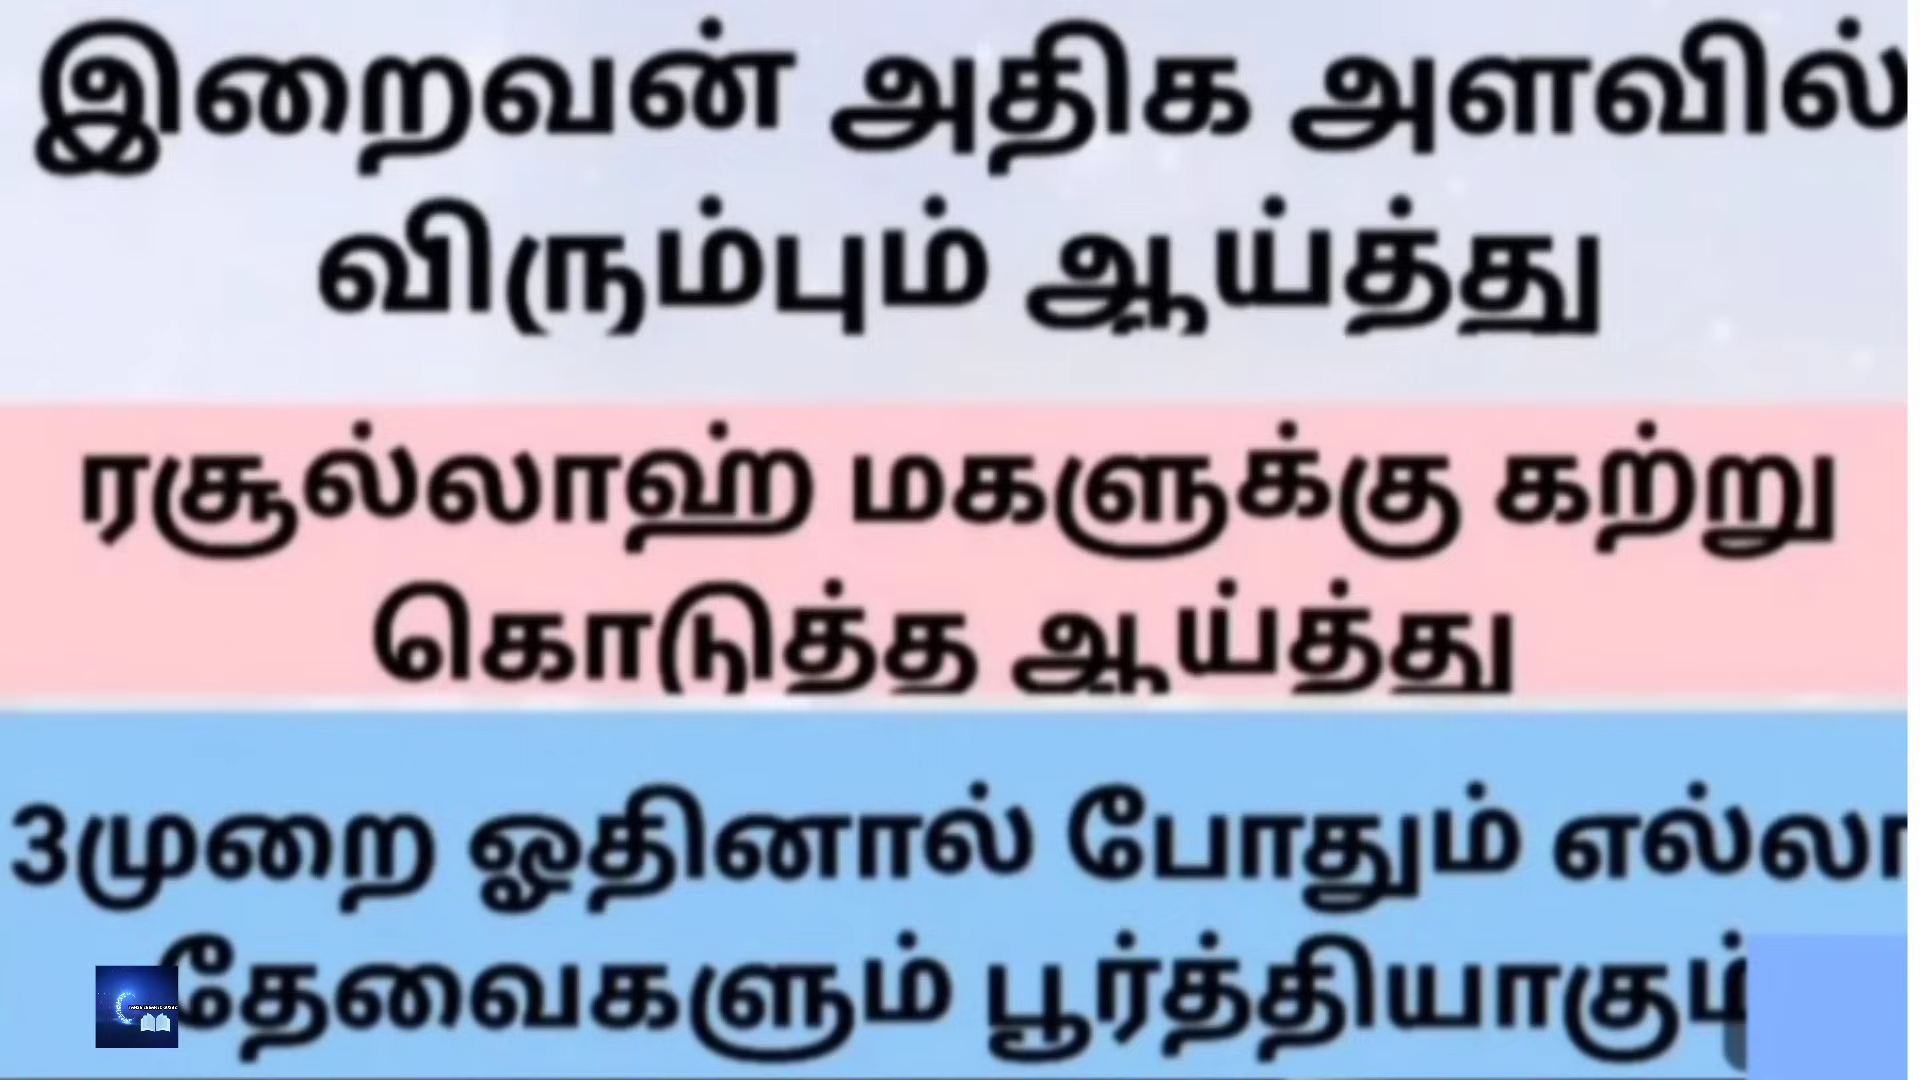 இறைவன் அதிக அளவில்
விரும்பும் ஆய்த்து
ரசூல்லாஹ் மகளுக்கு கற்று
கொடுத்த ஆய்த்து
3முறை ஓதினால் போதும் எல்லா
தேவைகளும் பூர்த்தியாகும்